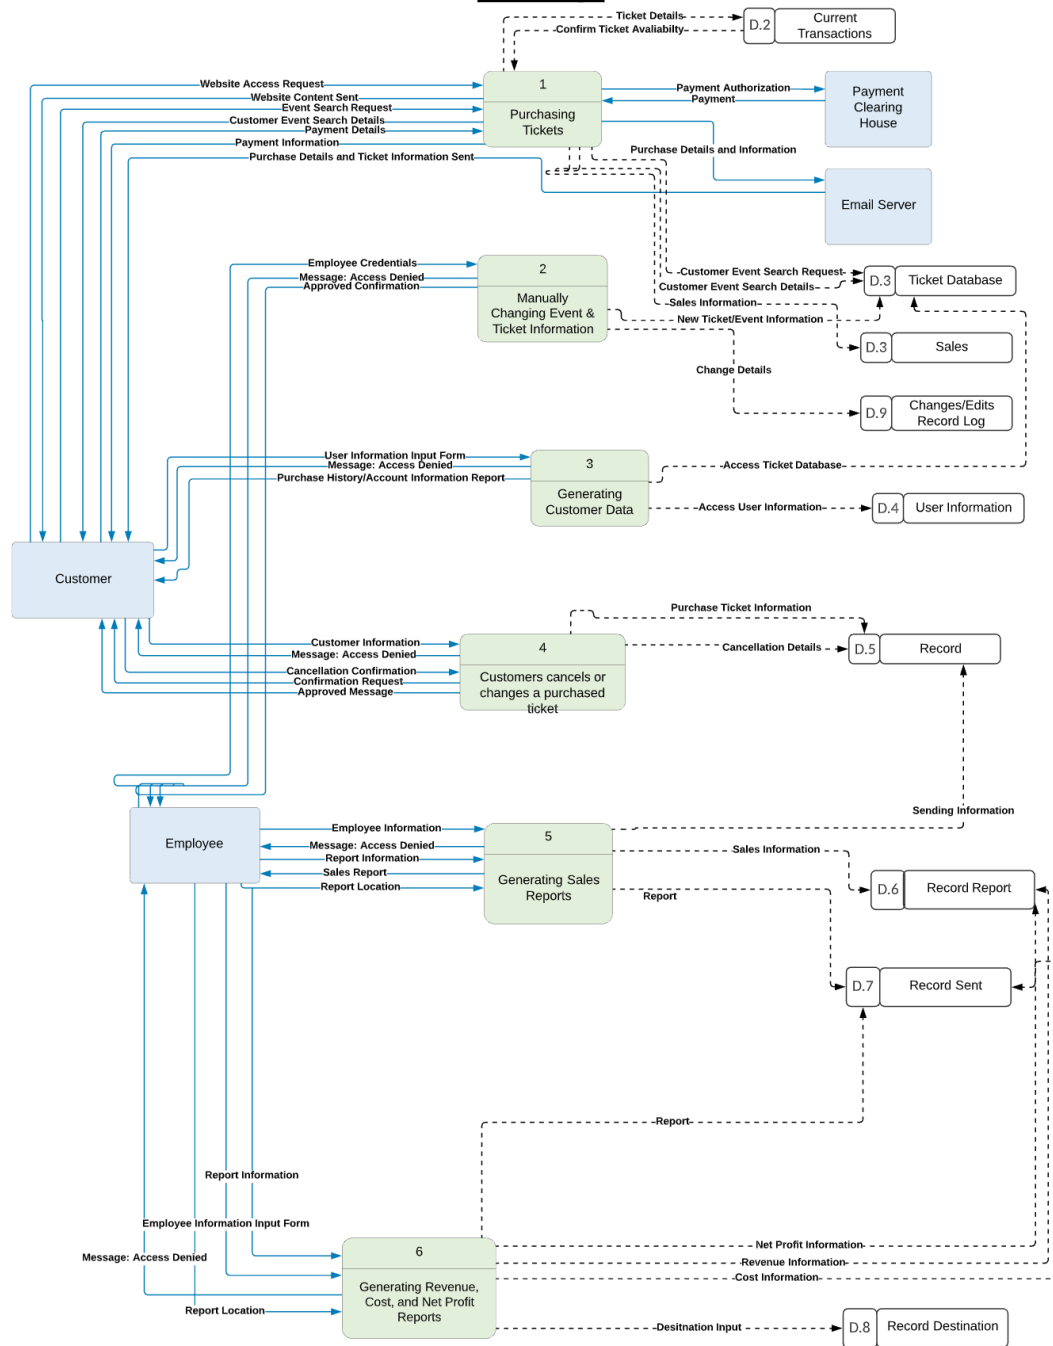 Ticket Details
Confirm Ticket Avaliabilty
D.2
Current
Transactions
Website Access Request
Website Content Sent
Event Search Request
Customer Event Search Details
Payment Details
Payment Information
Purchase Details and Ticket Information Sent
1
Purchasing
Tickets
Payment Authorization
Payment
Payment
Clearing
House
Purchase Details and Information
Email Server
Employee Credentials
Message: Access Denied
Approved Confirmation
2
Manually
Changing Event &
Ticket Information
Customer Event Search Request
Customer Event Search Details
Sales Information
New Ticket/Event Information
D.3
Ticket Database
D.3
Sales
Change Details
D.9
Changes/Edits
Record Log
User Information Input Form
Message: Access Denied
Purchase History/Account Information Report
3
Generating
Customer Data
Access Ticket Database
Access User Information
D.4
User Information
Customer
Customer Information
Message: Access Denied
Cancellation Confirmation
Confirmation Request
Approved Message
4
Customers cancels or
changes a purchased
ticket
Purchase Ticket Information
Cancellation Details
D.5
Record
Sending Information
Employee
Employee Information
Message: Access Denied
Report Information
Sales Report
Report Location
5
Generating Sales
Reports
Sales Information
Report
D.6
Record Report
D.7
Record Sent
Report
Report Information
Employee Information Input Form
Message: Access Denied
Report Location
6
Generating Revenue,
Cost, and Net Profit
Reports
Net Profit Information
Revenue Information
Cost Information
Desitnation Input
D.8
Record Destination